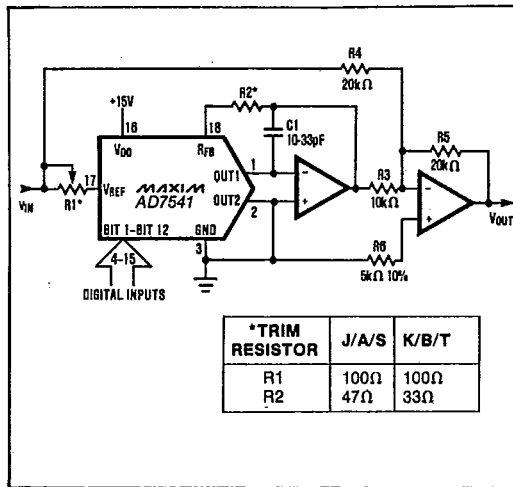 R4
20kΩ
+15V
R2*
16
18
C1
10-33pF
R5
20kΩ
VDD
RFB
1
OUT1
−
R3
10kΩ
−
17
VREF
MAXIM
AD7541
OUT2
2
+
+
VIN
R1*
VOUT
BIT 1-BIT 12
GND
3
R6
5kΩ 10%
4-15
DIGITAL INPUTS
*TRIM RESISTOR J/A/S K/B/T
R1 100Ω 100Ω
R2 47Ω 33Ω